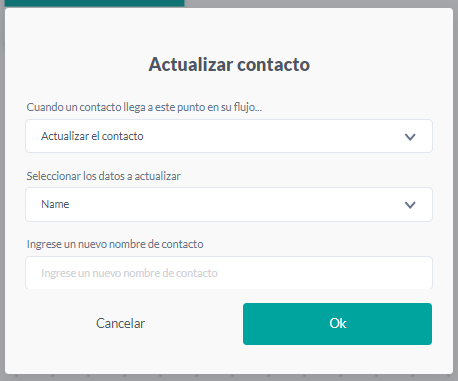 Actualizar contacto
Cuando un contacto llega a este punto en su flujo...
Actualizar el contacto
Seleccionar los datos a actualizar
Name
Ingrese un nuevo nombre de contacto
Ingrese un nuevo nombre de contacto
Cancelar Ok